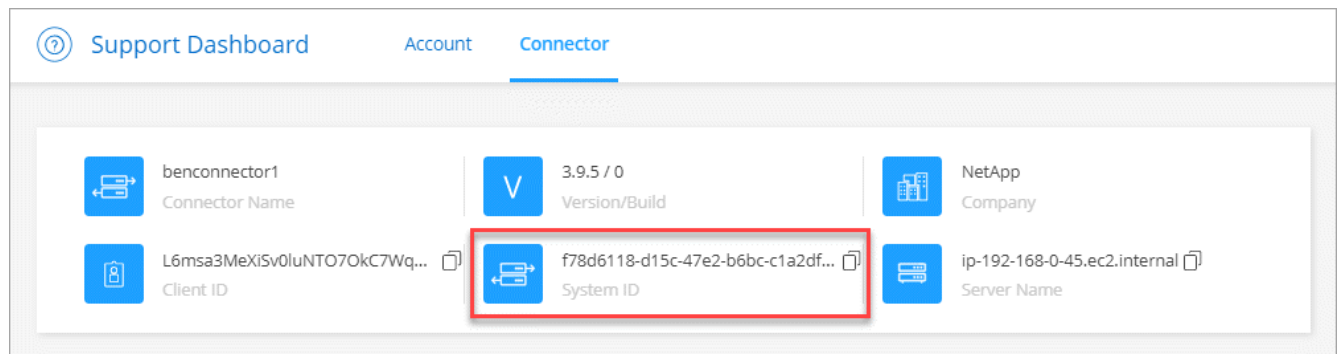 Support Dashboard
Account
Connector
benconnector1
Connector Name
V
3.9.5 / 0
Version/Build
NetApp
Company
L6msa3MeXiSv0luNTO7OkC7Wq...
Client ID
f78d6118-d15c-47e2-b6bc-c1a2df...
System ID
ip-192-168-0-45.ec2.internal
Server Name